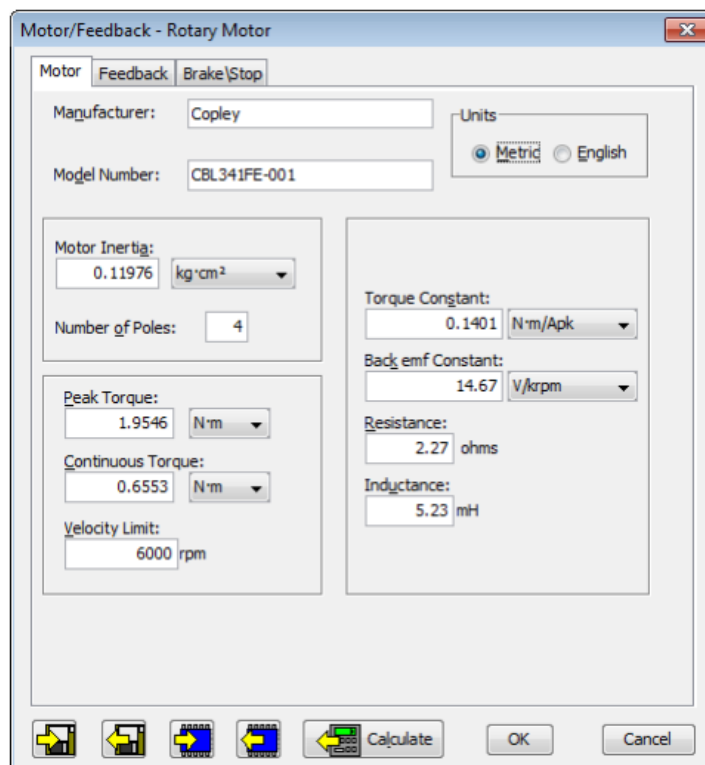 Motor/Feedback - Rotary Motor
Motor Feedback Brake\Stop
Manufacturer: Copley
Units
Metric English
Model Number: CBL341FE-001
Motor Inertia:
0.11976 kg·cm²
Number of Poles: 4
Peak Torque:
1.9546 N·m
Continuous Torque:
0.6553 N·m
Velocity Limit:
6000 rpm
Torque Constant:
0.1401 N·m/Apk
Back emf Constant:
14.67 V/krpm
Resistance:
2.27 ohms
Inductance:
5.23 mH
Calculate OK Cancel